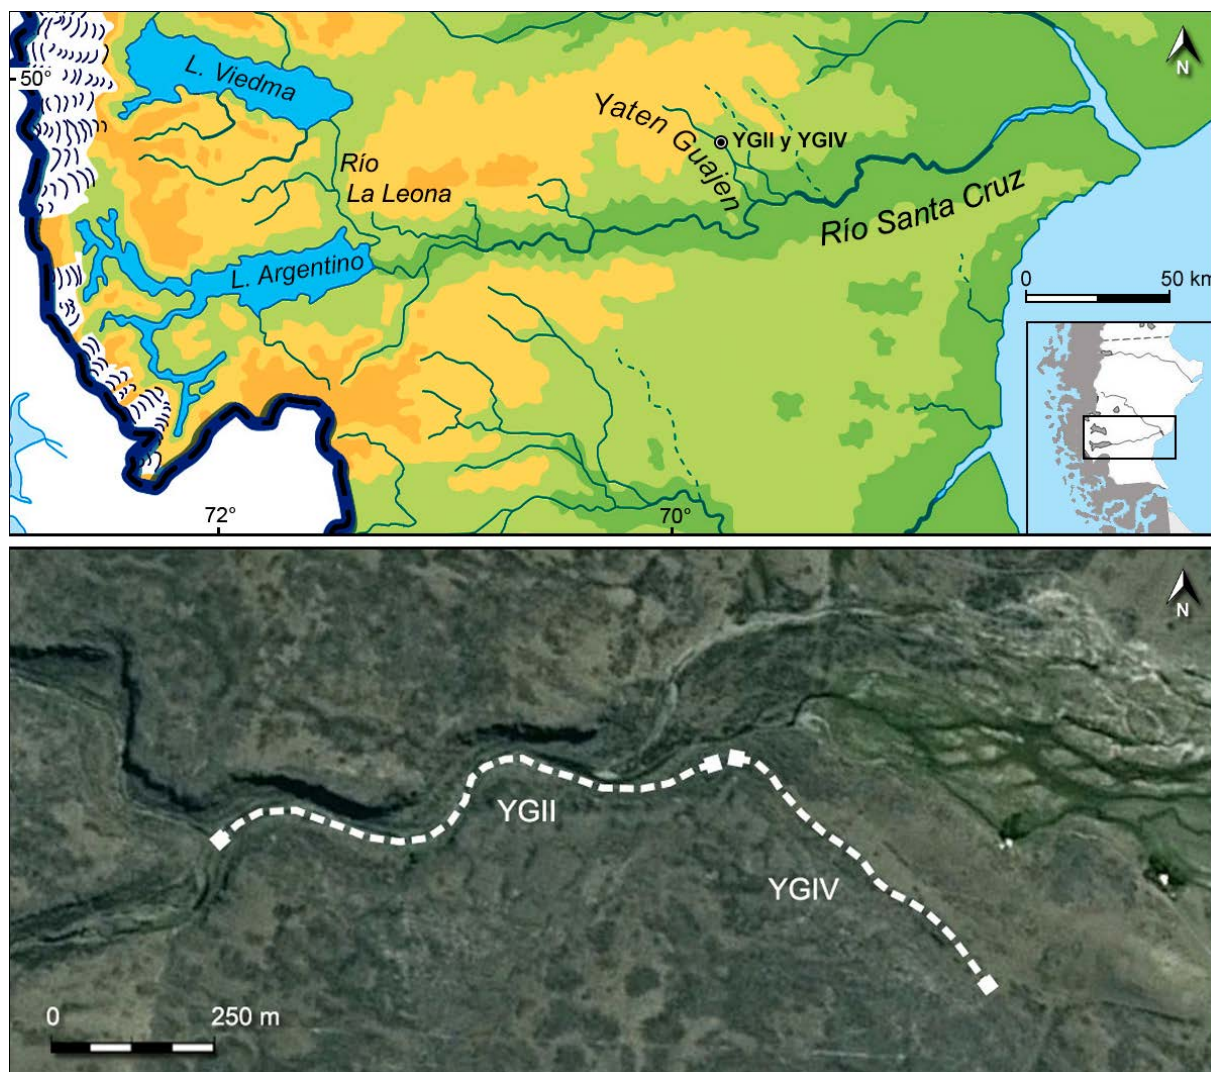 N
L. Viedma
50°
Yaten Guajen
YGII y YGIV
Río
La Leona
Río Santa Cruz
L. Argentino
0 50 km
72°
70°
N
YGII
YGIV
0 250 m